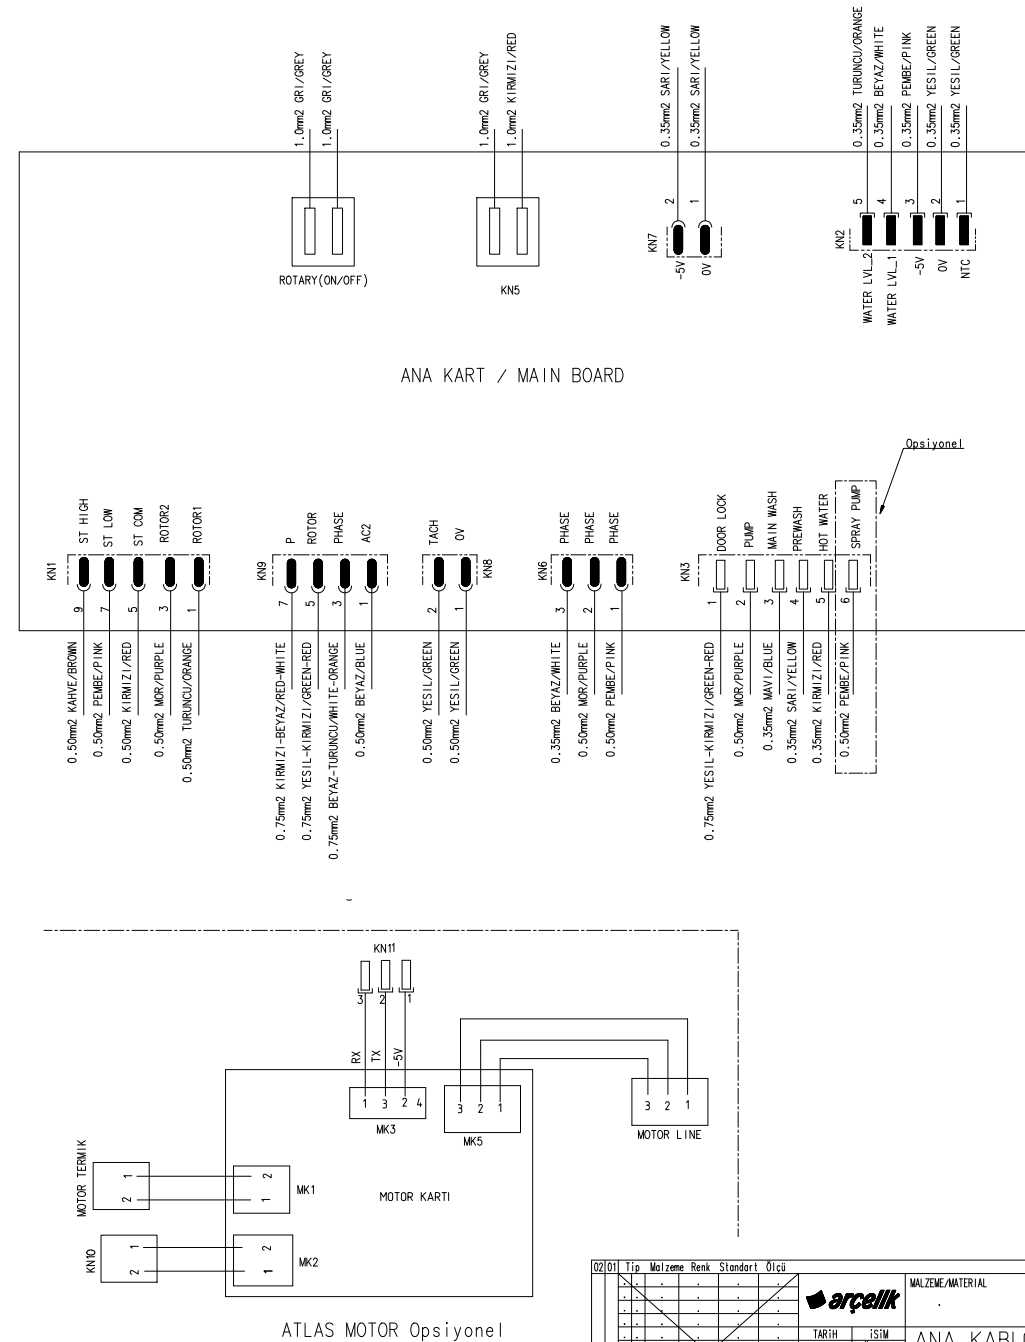 1.0mm2 GRI/GREY
1.0mm2 GRI/GREY
1.0mm2 GRI/GREY
1.0mm2 KIRMIZI/RED
0.35mm2 SARI/YELLOW
0.35mm2 SARI/YELLOW
0.35mm2 TURUNCU/ORANGE
0.35mm2 BEYAZ/WHITE
0.35mm2 PEMBE/PINK
0.35mm2 YESIL/GREEN
0.35mm2 YESIL/GREEN
ROTARY(ON/OFF)
KN5
KN7
2
1
-5V
0V
KN2
5
4
3
2
1
WATER LVL_2
WATER LVL_1
-5V
0V
NTC
ANA KART / MAIN BOARD
Opsiyonel
KN1
ST HIGH
ST LOW
ST COM
ROTOR2
ROTOR1
9
7
5
3
1
0.50mm2 KAHVE/BROWN
0.50mm2 PEMBE/PINK
0.50mm2 KIRMIZI/RED
0.50mm2 MOR/PURPLE
0.50mm2 TURUNCU/ORANGE
KN9
P
ROTOR
PHASE
AC2
7
5
3
1
0.75mm2 KIRMIZI-BEYAZ/RED-WHITE
0.75mm2 YESIL-KIRMIZI/GREEN-RED
0.75mm2 BEYAZ-TURUNCU/WHITE-ORANGE
0.50mm2 BEYAZ/BLUE
TACH
0V
KN8
2
1
0.50mm2 YESIL/GREEN
0.50mm2 YESIL/GREEN
KN6
PHASE
PHASE
PHASE
3
2
1
0.35mm2 BEYAZ/WHITE
0.50mm2 MOR/PURPLE
0.50mm2 PEMBE/PINK
KN3
DOOR LOCK
PUMP
MAIN WASH
PREWASH
HOT WATER
SPRAY PUMP
1
2
3
4
5
6
0.75mm2 YESIL-KIRMIZI/GREEN-RED
0.50mm2 MOR/PURPLE
0.35mm2 MAVI/BLUE
0.35mm2 SARI/YELLOW
0.35mm2 KIRMIZI/RED
0.50mm2 PEMBE/PINK
KN11
3 2 1
RX
TX
-5V
1 3 2 4
MK3
3 2 1
MK5
3 2 1
MOTOR LINE
MOTOR TERMIK
1
2
2
1
MK1
MOTOR KARTI
KN10
1
2
2
1
MK2
ATLAS MOTOR Opsiyonel
02 01 Tip Malzeme Renk Standart Ölçü
arçelik
MALZEME/MATERIAL
TARİH İSİM